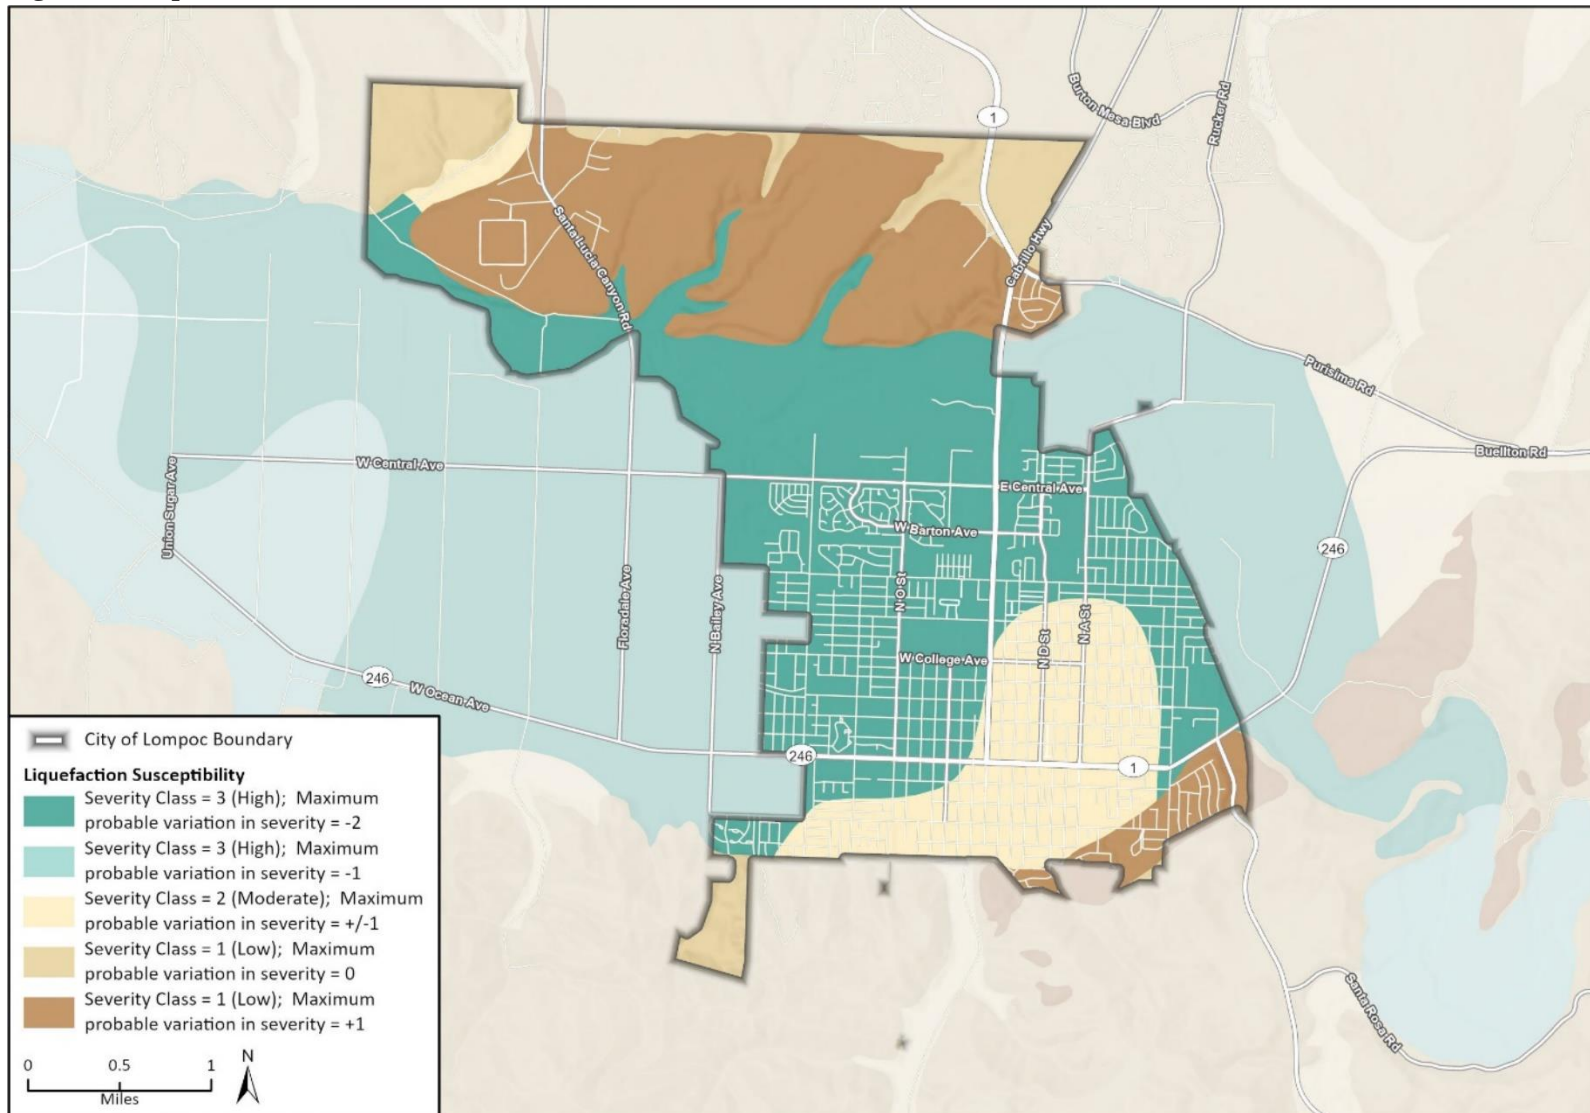 1
Burton Mesa Blvd
Rucker Rd
Santa Lucia Canyon Rd
Cabrillo Hwy
Purisima Rd
Buellton Rd
W Central Ave
E Central Ave
Union Sugar Ave
W Barton Ave
246
Floradale Ave
N Bailey Ave
N O St
N D St
N A St
W College Ave
246
W Ocean Ave
246
1
Santa Rosa Rd
City of Lompoc Boundary
Liquefaction Susceptibility
Severity Class = 3 (High); Maximum
probable variation in severity = -2
Severity Class = 3 (High); Maximum
probable variation in severity = -1
Severity Class = 2 (Moderate); Maximum
probable variation in severity = +/-1
Severity Class = 1 (Low); Maximum
probable variation in severity = 0
Severity Class = 1 (Low); Maximum
probable variation in severity = +1
0 0.5 1
Miles
N